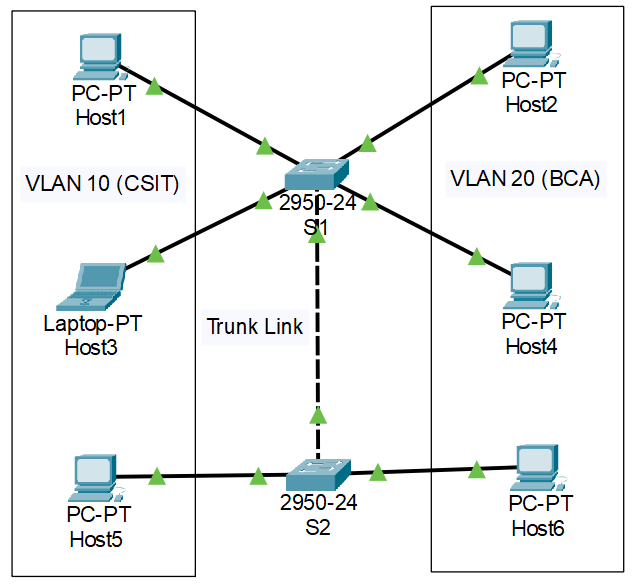 PC-PT
Host1
PC-PT
Host2
VLAN 10 (CSIT)
VLAN 20 (BCA)
2950-24
S1
Laptop-PT
Host3
Trunk Link
PC-PT
Host4
PC-PT
Host5
2950-24
S2
PC-PT
Host6